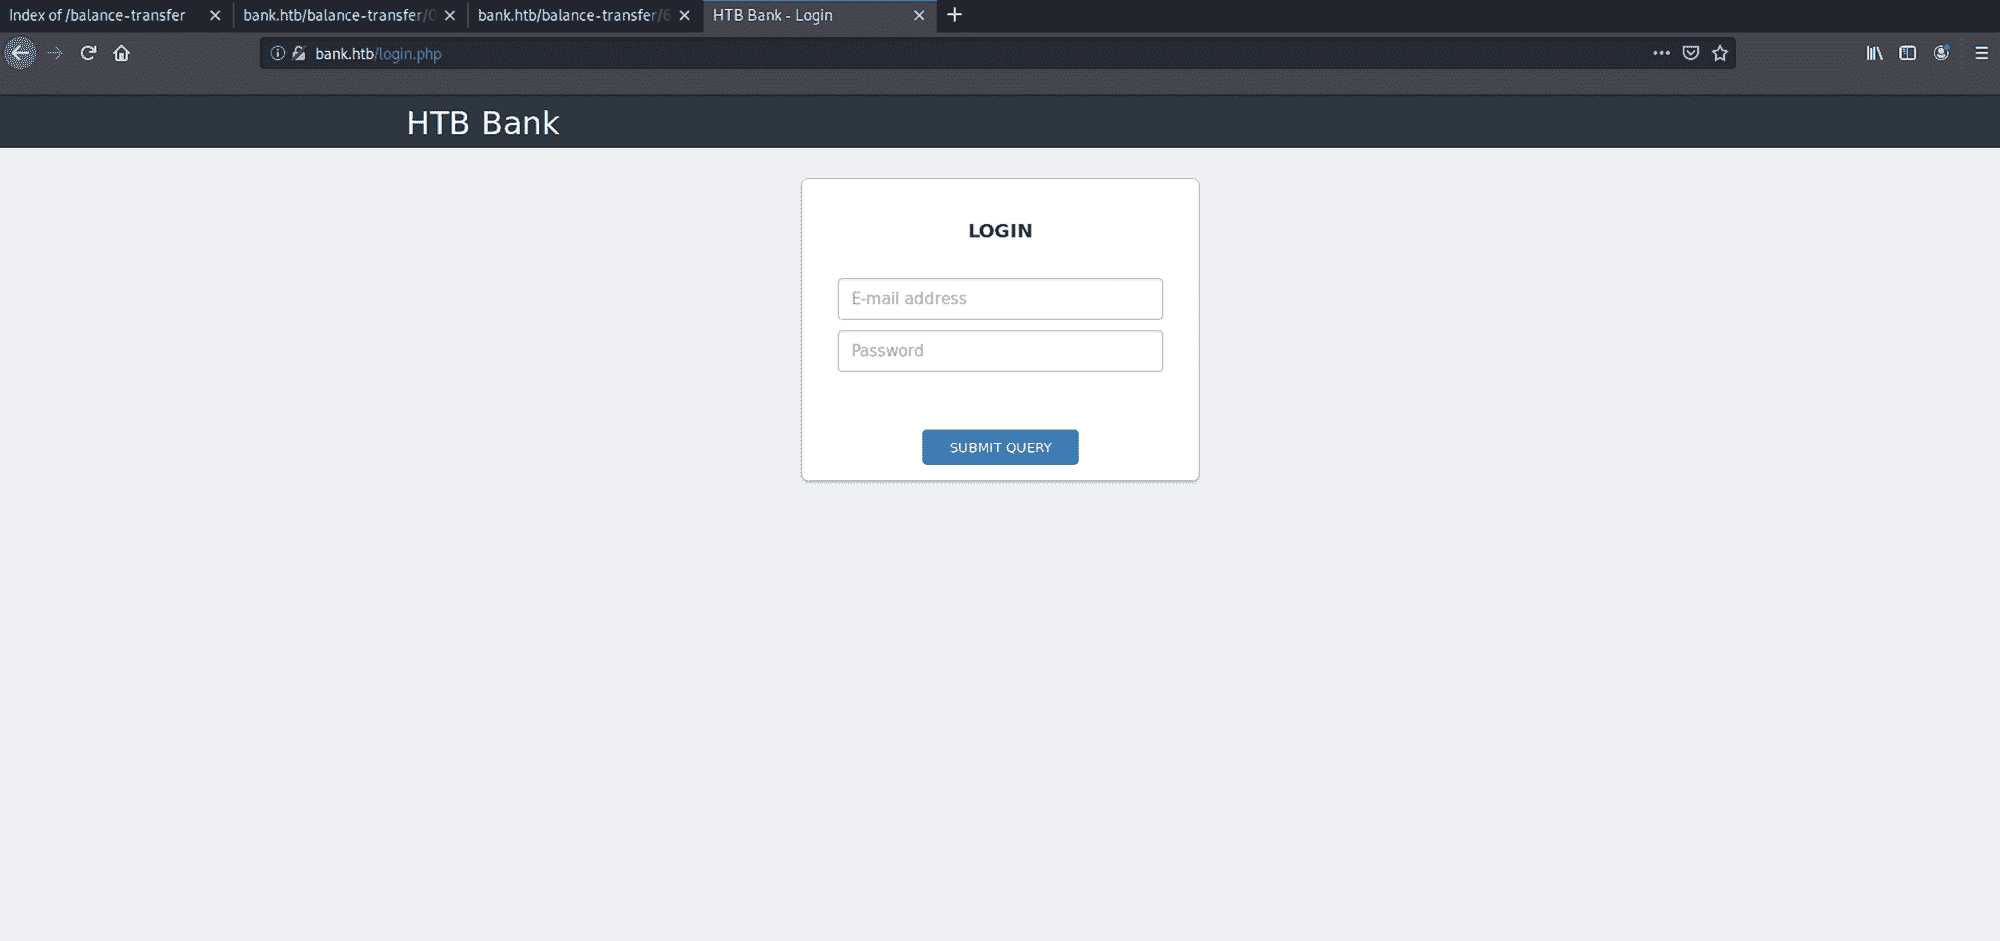 Index of /balance-transfer
bank.htb/balance-transfer/0
bank.htb/balance-transfer/6
HTB Bank - Login
bank.htb/login.php
HTB Bank
LOGIN
E-mail address
Password
SUBMIT QUERY